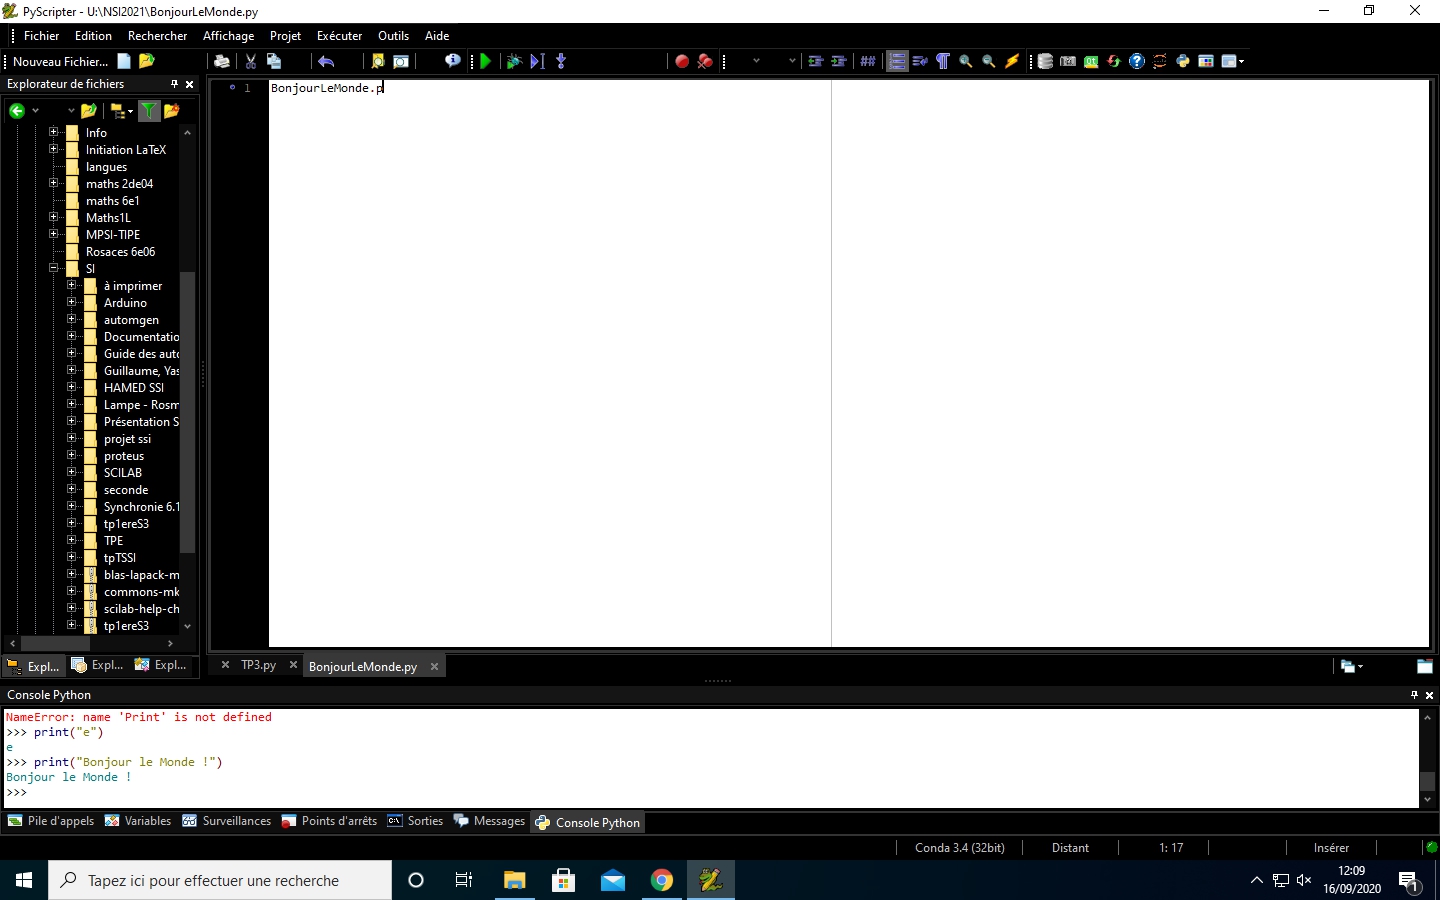 PyScripter - U:\NSI2021\BonjourLeMonde.py
Fichier Edition Rechercher Affichage Projet Exécuter Outils Aide
Nouveau Fichier...
Explorateur de fichiers
1 BonjourLeMonde.p
Info
Initiation LaTeX
langues
maths 2de04
maths 6e1
Maths1L
MPSI-TIPE
Rosaces 6e06
SI
à imprimer
Arduino
automgen
Documentatio
Guide des auto
Guillaume, Yas
HAMED SSI
Lampe - Rosm
Présentation S
projet ssi
proteus
SCILAB
seconde
Synchronie 6.1
tp1ereS3
TPE
tpTSSI
blas-lapack-m
commons-mk
scilab-help-ch
tp1ereS3
Expl... Expl... Expl... TP3.py BonjourLeMonde.py
Console Python
NameError: name 'Print' is not defined
>>> print("e")
e
>>> print("Bonjour le Monde !")
Bonjour le Monde !
>>>
Pile d'appels Variables Surveillances Points d'arrêts Sorties Messages Console Python
Conda 3.4 (32bit) Distant 1: 17 Insérer
Tapez ici pour effectuer une recherche
12:09
16/09/2020
1